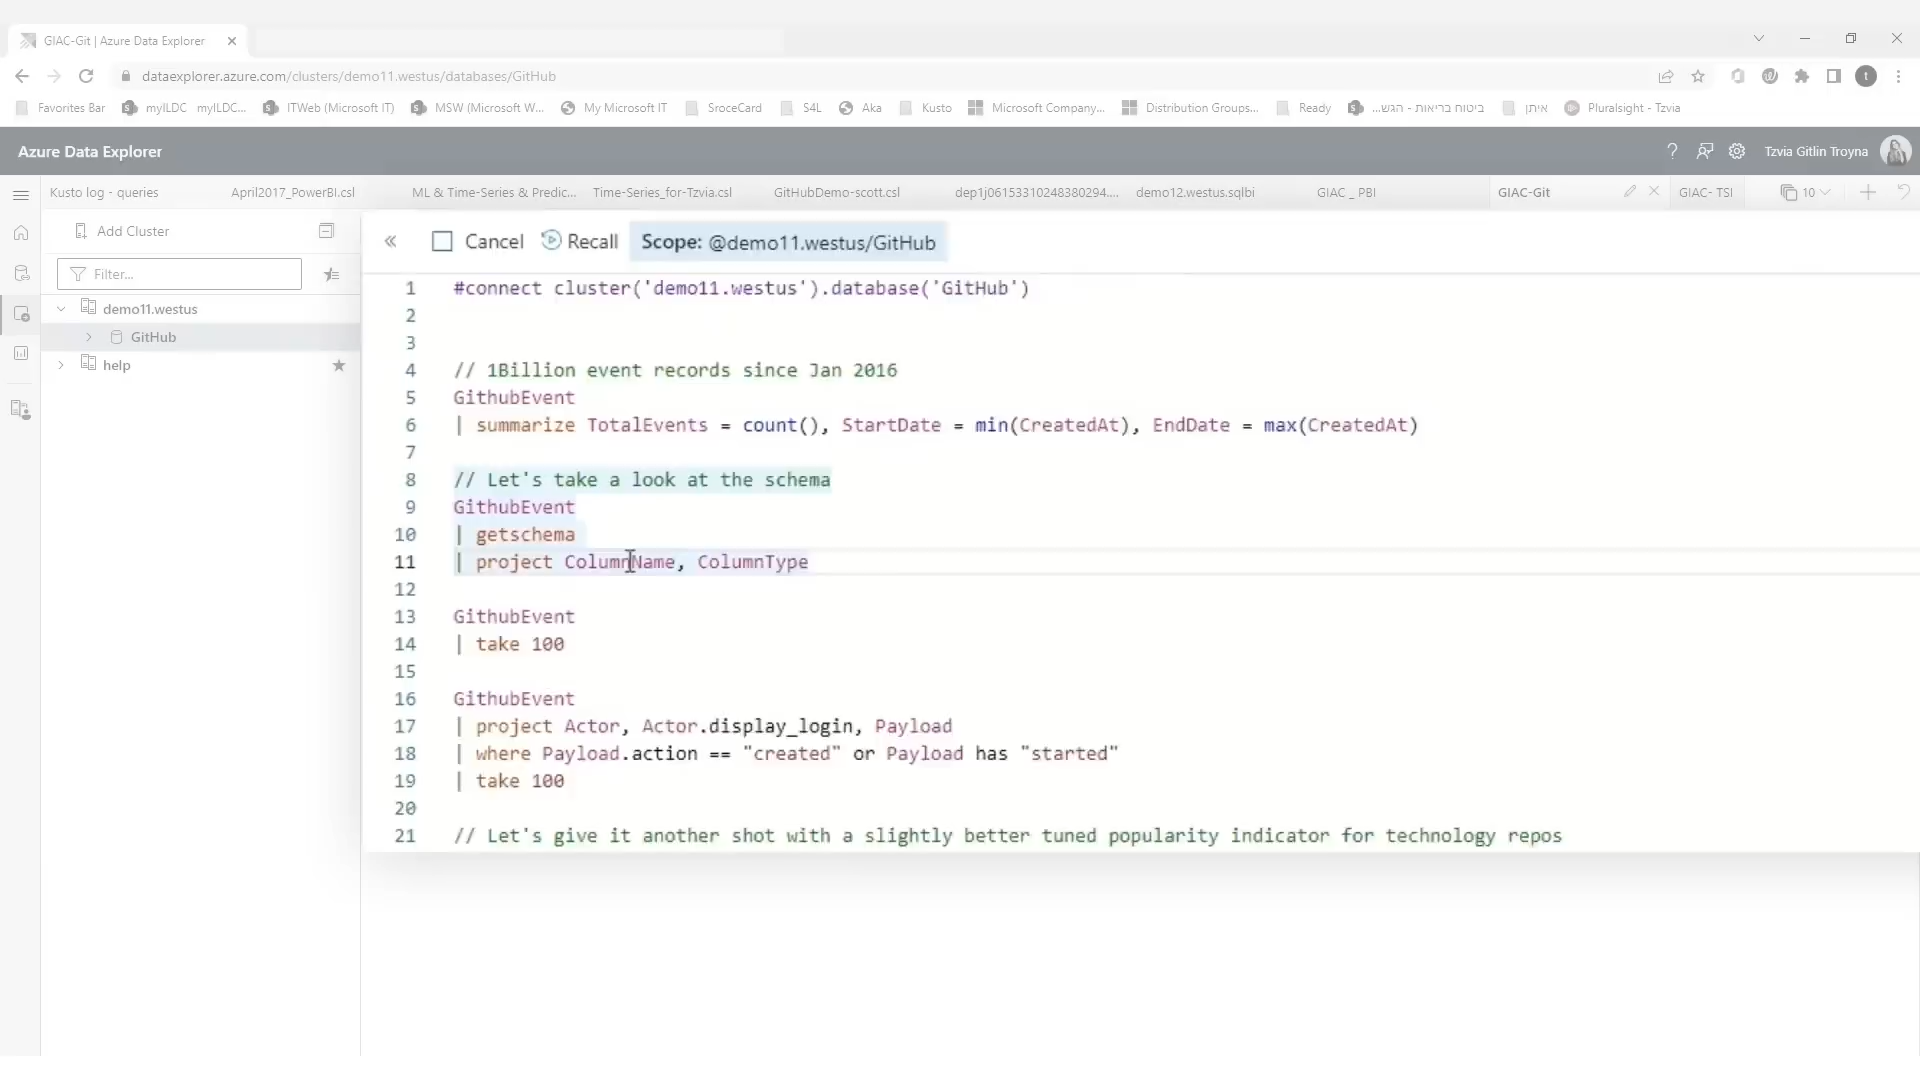 GIAC-Git | Azure Data Explorer
dataexplorer.azure.com/clusters/demo11.westus/databases/GitHub
t
Favorites Bar myILDC myILDC... ITWeb (Microsoft IT) MSW (Microsoft W... My Microsoft IT SroceCard S4L Aka Kusto Microsoft Company... Distribution Groups... Ready ביטוח בריאות - הגש... איתן Pluralsight - Tzvia
Azure Data Explorer
? Tzvia Gitlin Troyna
Kusto log - queries April2017_PowerBI.csl ML & Time-Series & Predic... Time-Series_for-Tzvia.csl GitHubDemo-scott.csl dep1j06153310248380294.... demo12.westus.sqlbi GIAC _ PBI GIAC-Git GIAC- TSI 10
Add Cluster
Filter...
demo11.westus
GitHub
help
Cancel Recall Scope: @demo11.westus/GitHub
1 #connect cluster('demo11.westus').database('GitHub')
2
3
4 // 1Billion event records since Jan 2016
5 GithubEvent
6 | summarize TotalEvents = count(), StartDate = min(CreatedAt), EndDate = max(CreatedAt)
7
8 // Let's take a look at the schema
9 GithubEvent
10 | getschema
11 | project ColumnName, ColumnType
12
13 GithubEvent
14 | take 100
15
16 GithubEvent
17 | project Actor, Actor.display_login, Payload
18 | where Payload.action == "created" or Payload has "started"
19 | take 100
20
21 // Let's give it another shot with a slightly better tuned popularity indicator for technology repos